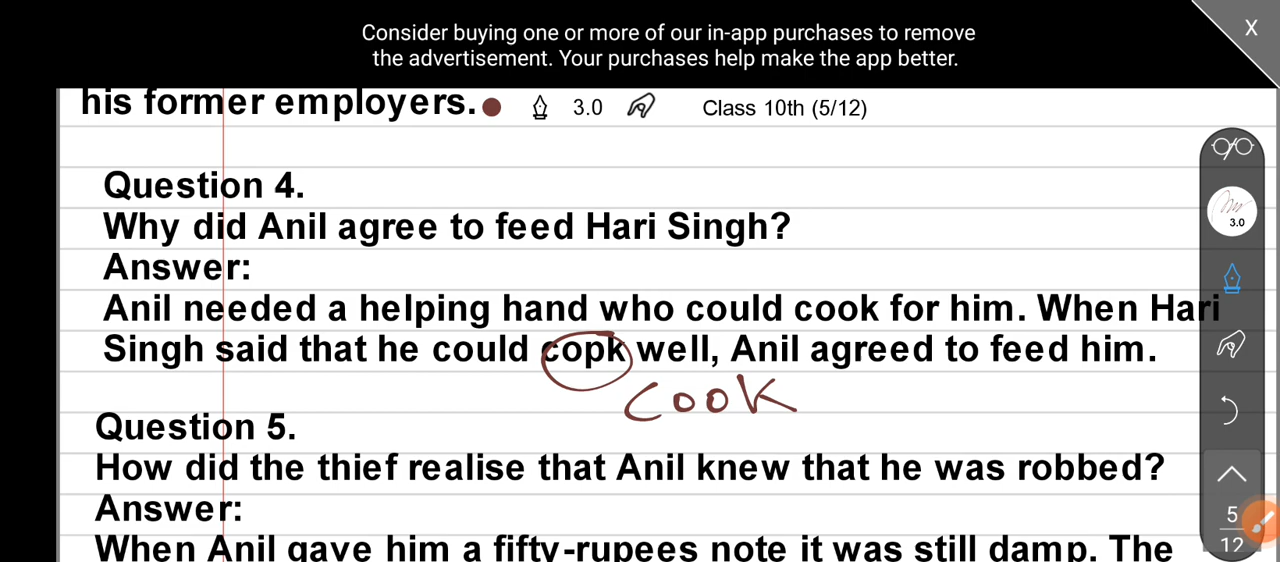 Consider buying one or more of our in-app purchases to remove
the advertisement. Your purchases help make the app better.
X
his former employers.
3.0
Class 10th (5/12)
3.0
Question 4.
Why did Anil agree to feed Hari Singh?
Answer:
Anil needed a helping hand who could cook for him. When Hari
Singh said that he could copk well, Anil agreed to feed him.
Cook
Question 5.
How did the thief realise that Anil knew that he was robbed?
Answer:
When Anil gave him a fifty-rupees note it was still damp. The
5
12